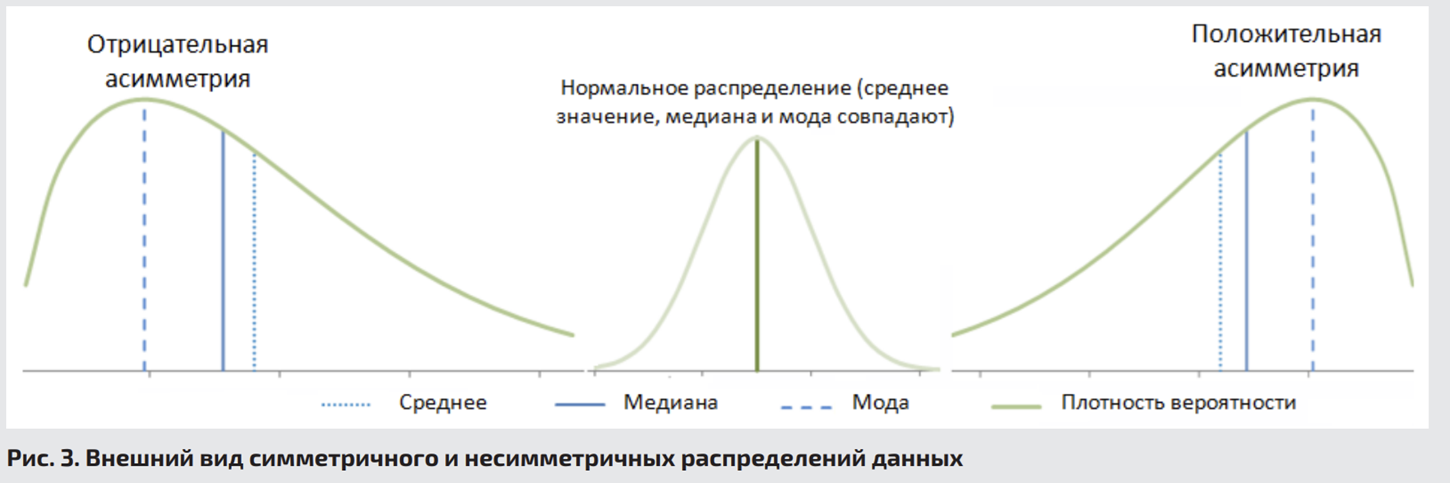 Отрицательная
асимметрия
Нормальное распределение (среднее
значение, медиана и мода совпадают)
Положительная
асимметрия
Среднее
Медиана
Мода
Плотность вероятности
Рис. 3. Внешний вид симметричного и несимметричных распределений данных